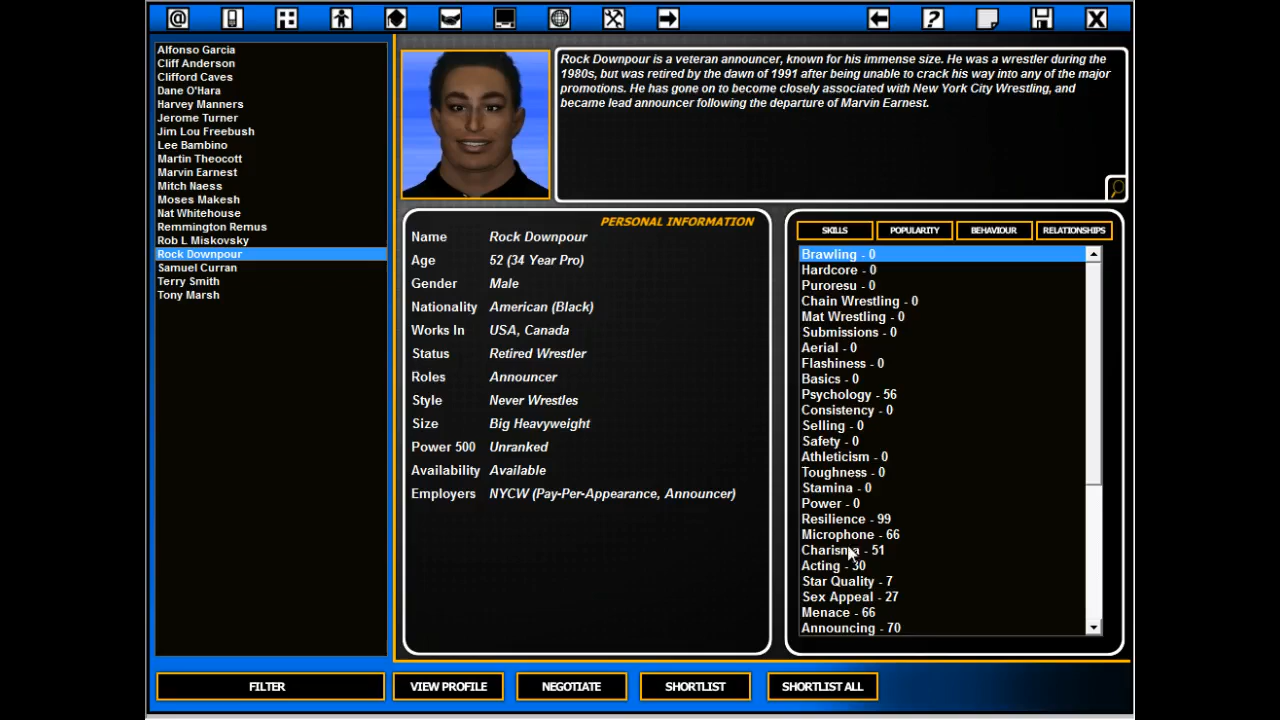 Alfonso Garcia
Cliff Anderson
Clifford Caves
Dane O'Hara
Harvey Manners
Jerome Turner
Jim Lou Freebush
Lee Bambino
Martin Theocott
Marvin Earnest
Mitch Naess
Moses Makesh
Nat Whitehouse
Remmington Remus
Rob L Miskovsky
Rock Downpour
Samuel Curran
Terry Smith
Tony Marsh
Rock Downpour is a veteran announcer, known for his immense size. He was a wrestler during the
1980s, but was retired by the dawn of 1991 after being unable to crack his way into any of the major
promotions. He has gone on to become closely associated with New York City Wrestling, and
became lead announcer following the departure of Marvin Earnest.
PERSONAL INFORMATION
Name Rock Downpour
Age 52 (34 Year Pro)
Gender Male
Nationality American (Black)
Works In USA, Canada
Status Retired Wrestler
Roles Announcer
Style Never Wrestles
Size Big Heavyweight
Power 500 Unranked
Availability Available
Employers NYCW (Pay-Per-Appearance, Announcer)
SKILLS POPULARITY BEHAVIOUR RELATIONSHIPS
Brawling - 0
Hardcore - 0
Puroresu - 0
Chain Wrestling - 0
Mat Wrestling - 0
Submissions - 0
Aerial - 0
Flashiness - 0
Basics - 0
Psychology - 56
Consistency - 0
Selling - 0
Safety - 0
Athleticism - 0
Toughness - 0
Stamina - 0
Power - 0
Resilience - 99
Microphone - 66
Charisma - 51
Acting - 30
Star Quality - 7
Sex Appeal - 27
Menace - 66
Announcing - 70
FILTER VIEW PROFILE NEGOTIATE SHORTLIST SHORTLIST ALL